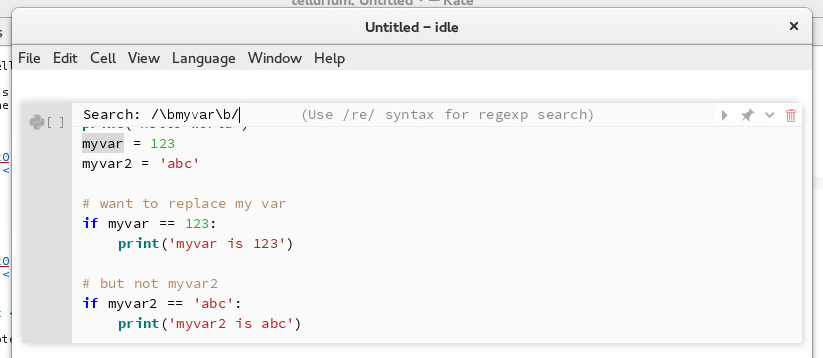 tellurium, Untitled * — Kate
Untitled – idle
File Edit Cell View Language Window Help
[ ] Search: /\bmyvar\b/ (Use /re/ syntax for regexp search)
myvar = 123
myvar2 = 'abc'
# want to replace my var
if myvar == 123:
print('myvar is 123')
# but not myvar2
if myvar2 == 'abc':
print('myvar2 is abc')